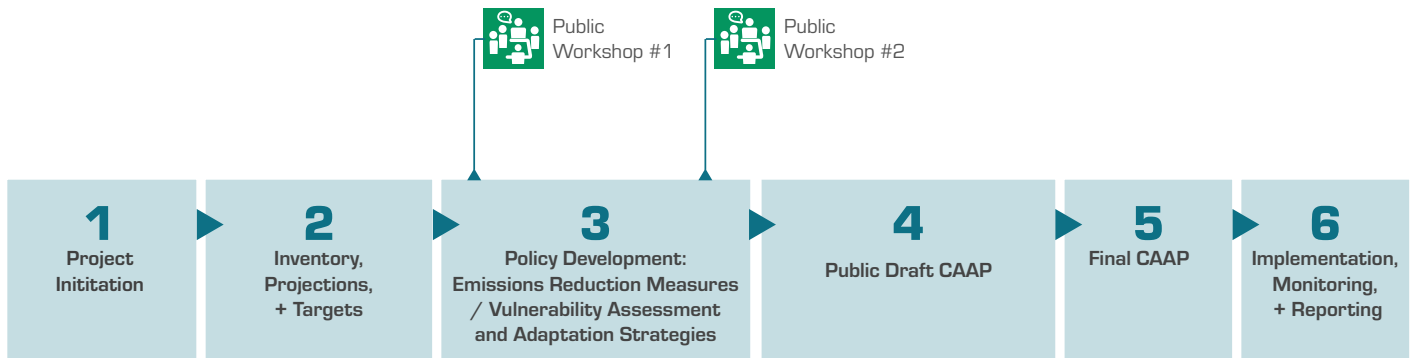 Public
Workshop #1
Public
Workshop #2
1
Project
Inititation
2
Inventory,
Projections,
+ Targets
3
Policy Development:
Emissions Reduction Measures
/ Vulnerability Assessment
and Adaptation Strategies
4
Public Draft CAAP
5
Final CAAP
6
Implementation,
Monitoring,
+ Reporting